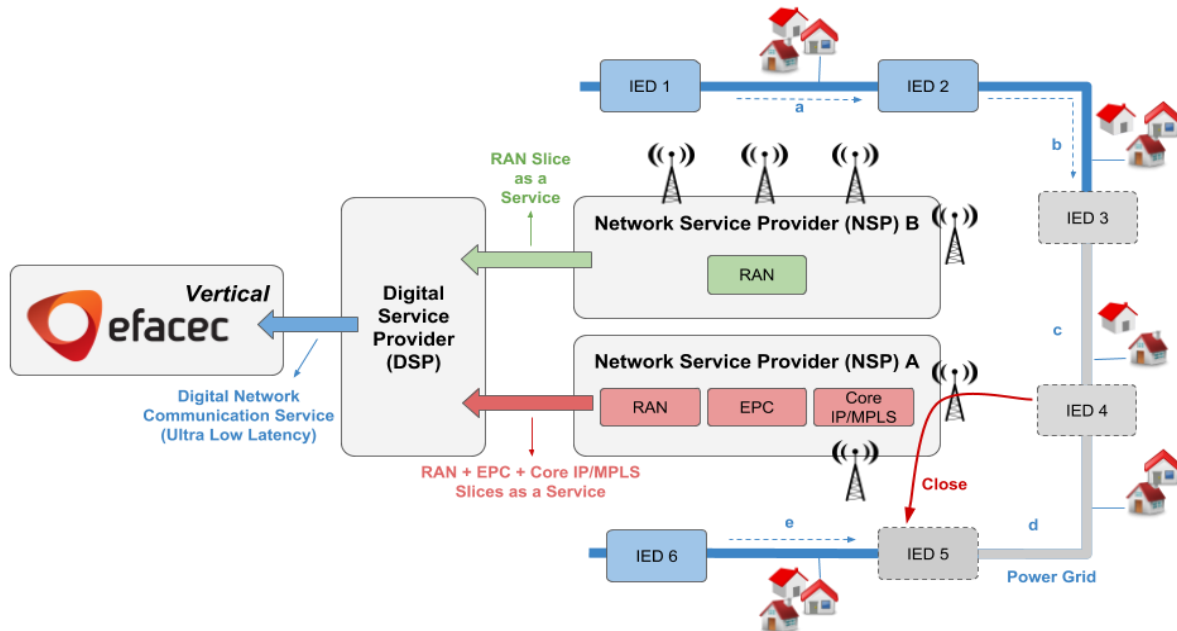 IED 1
IED 2
a
b
RAN Slice
as a
Service
Network Service Provider (NSP) B
RAN
IED 3
Vertical
efacec
Digital
Service
Provider
(DSP)
Digital Network
Communication Service
(Ultra Low Latency)
Network Service Provider (NSP) A
RAN
EPC
Core
IP/MPLS
c
IED 4
RAN + EPC + Core IP/MPLS
Slices as a Service
Close
IED 6
e
IED 5
d
Power Grid